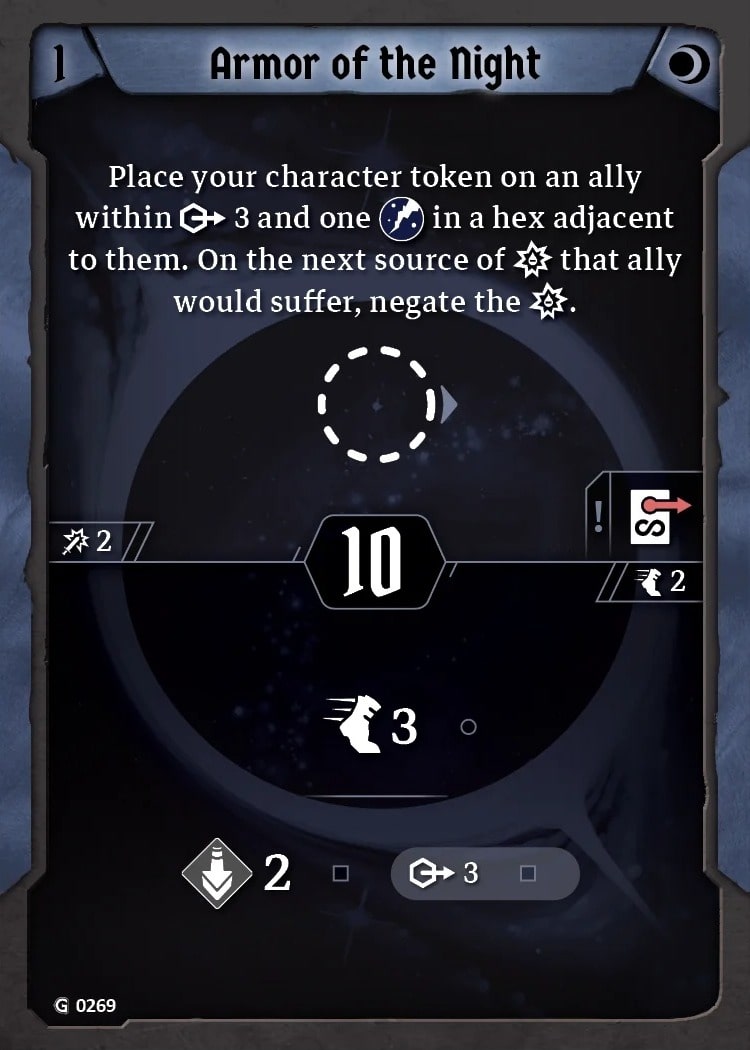 1
Armor of the Night
Place your character token on an ally
within 3 and one in a hex adjacent
to them. On the next source of that ally
would suffer, negate the .
!
2
10
2
3
2
3
G 0269